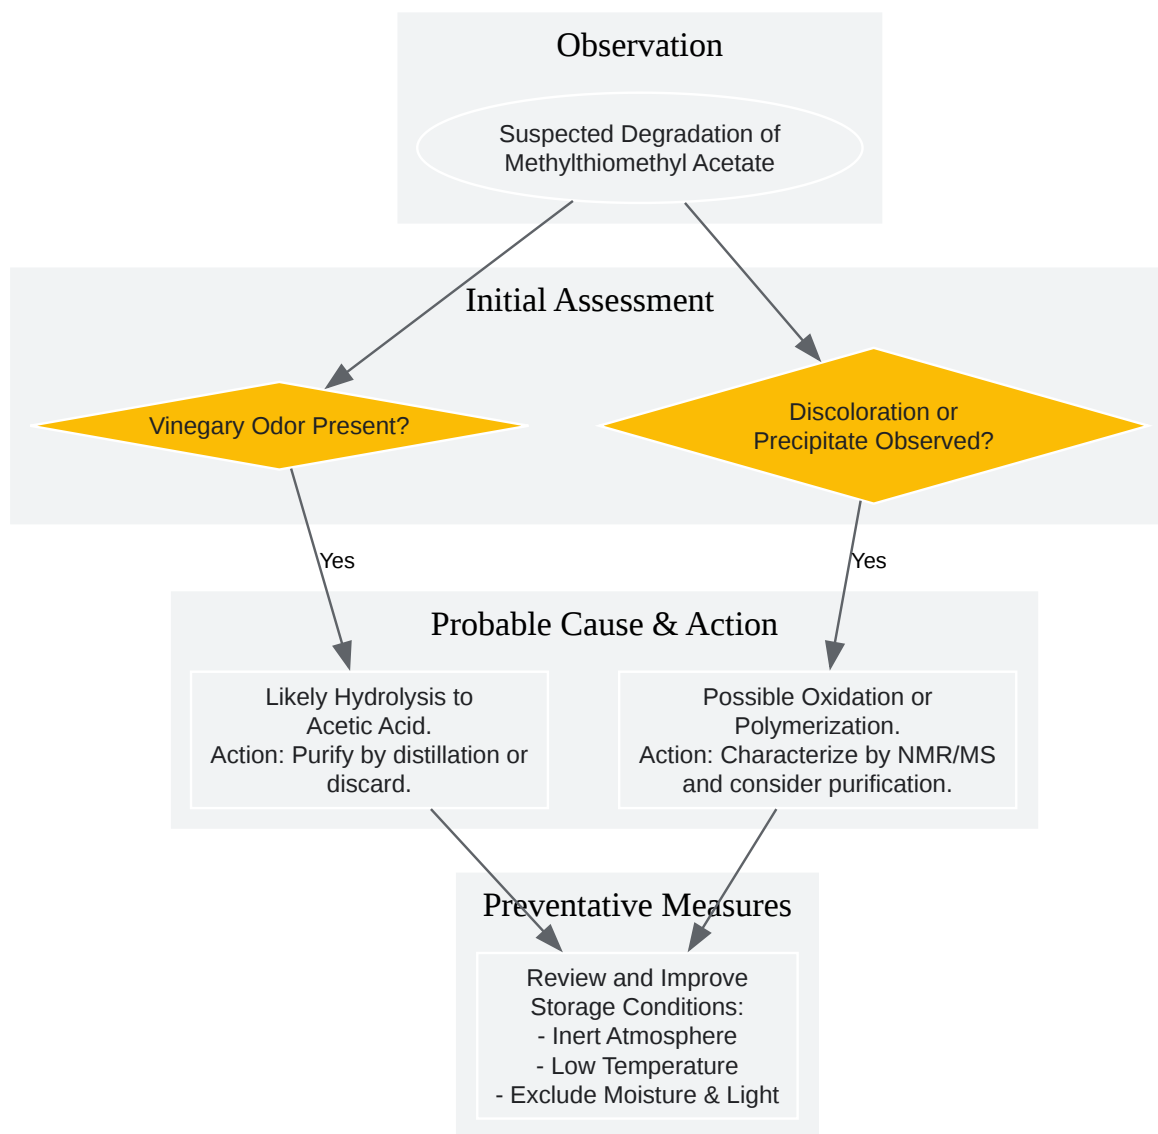 Observation
Suspected Degradation of
Methylthiomethyl Acetate
Initial Assessment
Vinegary Odor Present?
Discoloration or
Precipitate Observed?
Yes
Yes
Probable Cause & Action
Likely Hydrolysis to
Acetic Acid.
Action: Purify by distillation or
discard.
Possible Oxidation or
Polymerization.
Action: Characterize by NMR/MS
and consider purification.
Preventative Measures
Review and Improve
Storage Conditions:
- Inert Atmosphere
- Low Temperature
- Exclude Moisture & Light